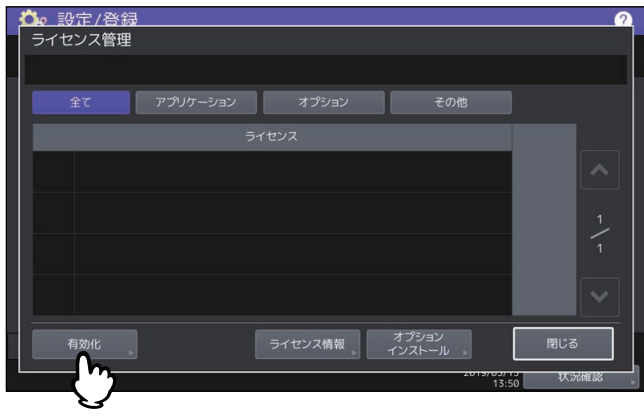 設定/登録
?
ライセンス管理
全て
アプリケーション
オプション
その他
ライセンス
1
1
有効化
ライセンス情報
オプション
インストール
閉じる
13:50
状況確認